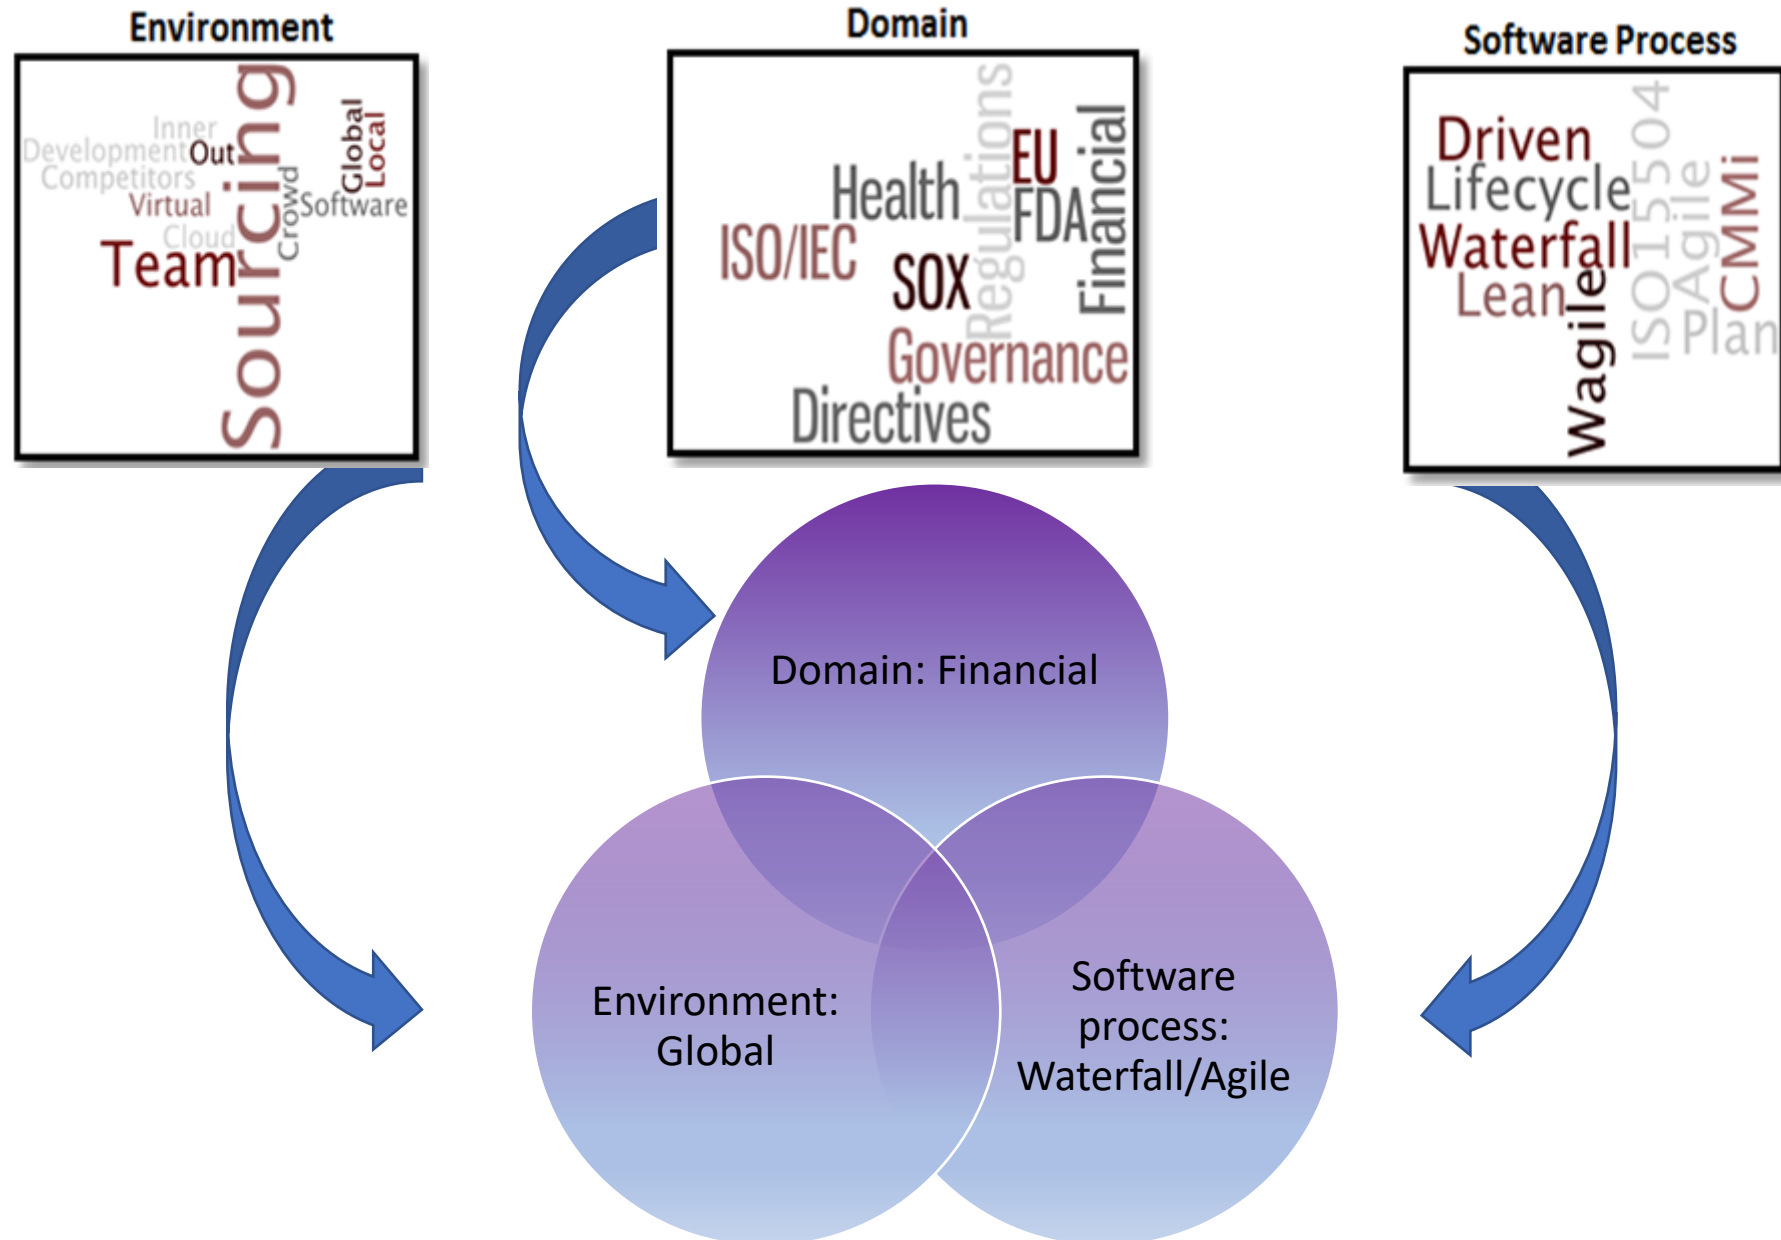 Environment
Domain
Software Process
Sourcing
Inner
Development
Out
Competitors
Virtual
Cloud
Team
Crowd
Global
Local
Software
Regulations
EU
Financial
Health
FDA
ISO/IEC
SOX
Governance
Directives
Driven
Lifecycle
Waterfall
Lean
Wagile
ISO15504
Agile
CMMi
Plan
Domain: Financial
Environment:
Global
Software
process:
Waterfall/Agile